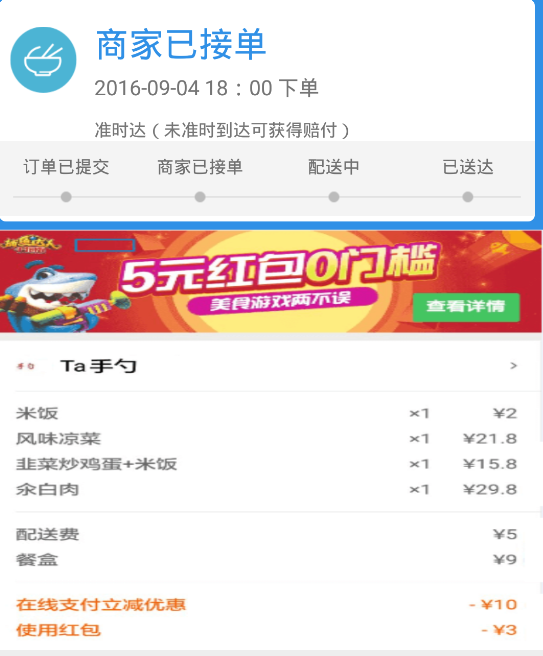 商家已接单
2016-09-04 18：00 下单
准时达（未准时到达可获得赔付）
订单已提交 商家已接单 配送中 已送达
捕鱼达人
5元红包0门槛
美食游戏两不误
查看详情
Ta手勺
米饭 ×1 ¥2
风味凉菜 ×1 ¥21.8
韭菜炒鸡蛋+米饭 ×1 ¥15.8
汆白肉 ×1 ¥29.8
配送费 ¥5
餐盒 ¥9
在线支付立减优惠 - ¥10
使用红包 - ¥3